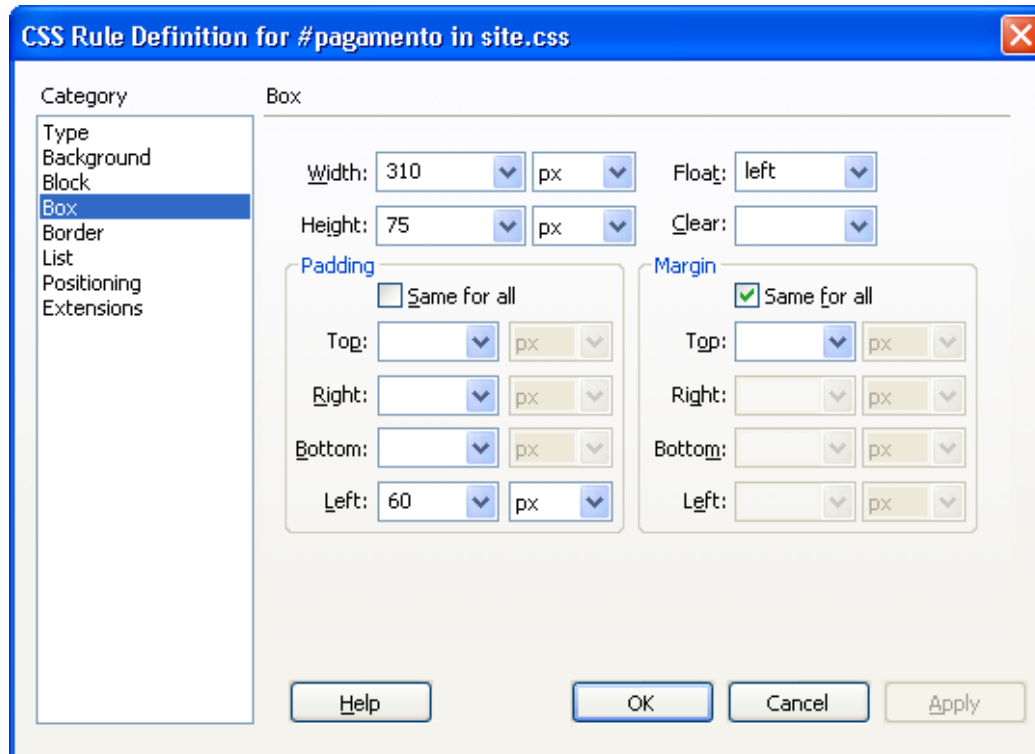 CSS Rule Definition for #pagamento in site.css
Category
Type
Background
Block
Box
Border
List
Positioning
Extensions
Box
Width: 310 px Float: left
Height: 75 px Clear:
Padding
Same for all
Top: px
Right: px
Bottom: px
Left: 60 px
Margin
Same for all
Top: px
Right: px
Bottom: px
Left: px
Help OK Cancel Apply